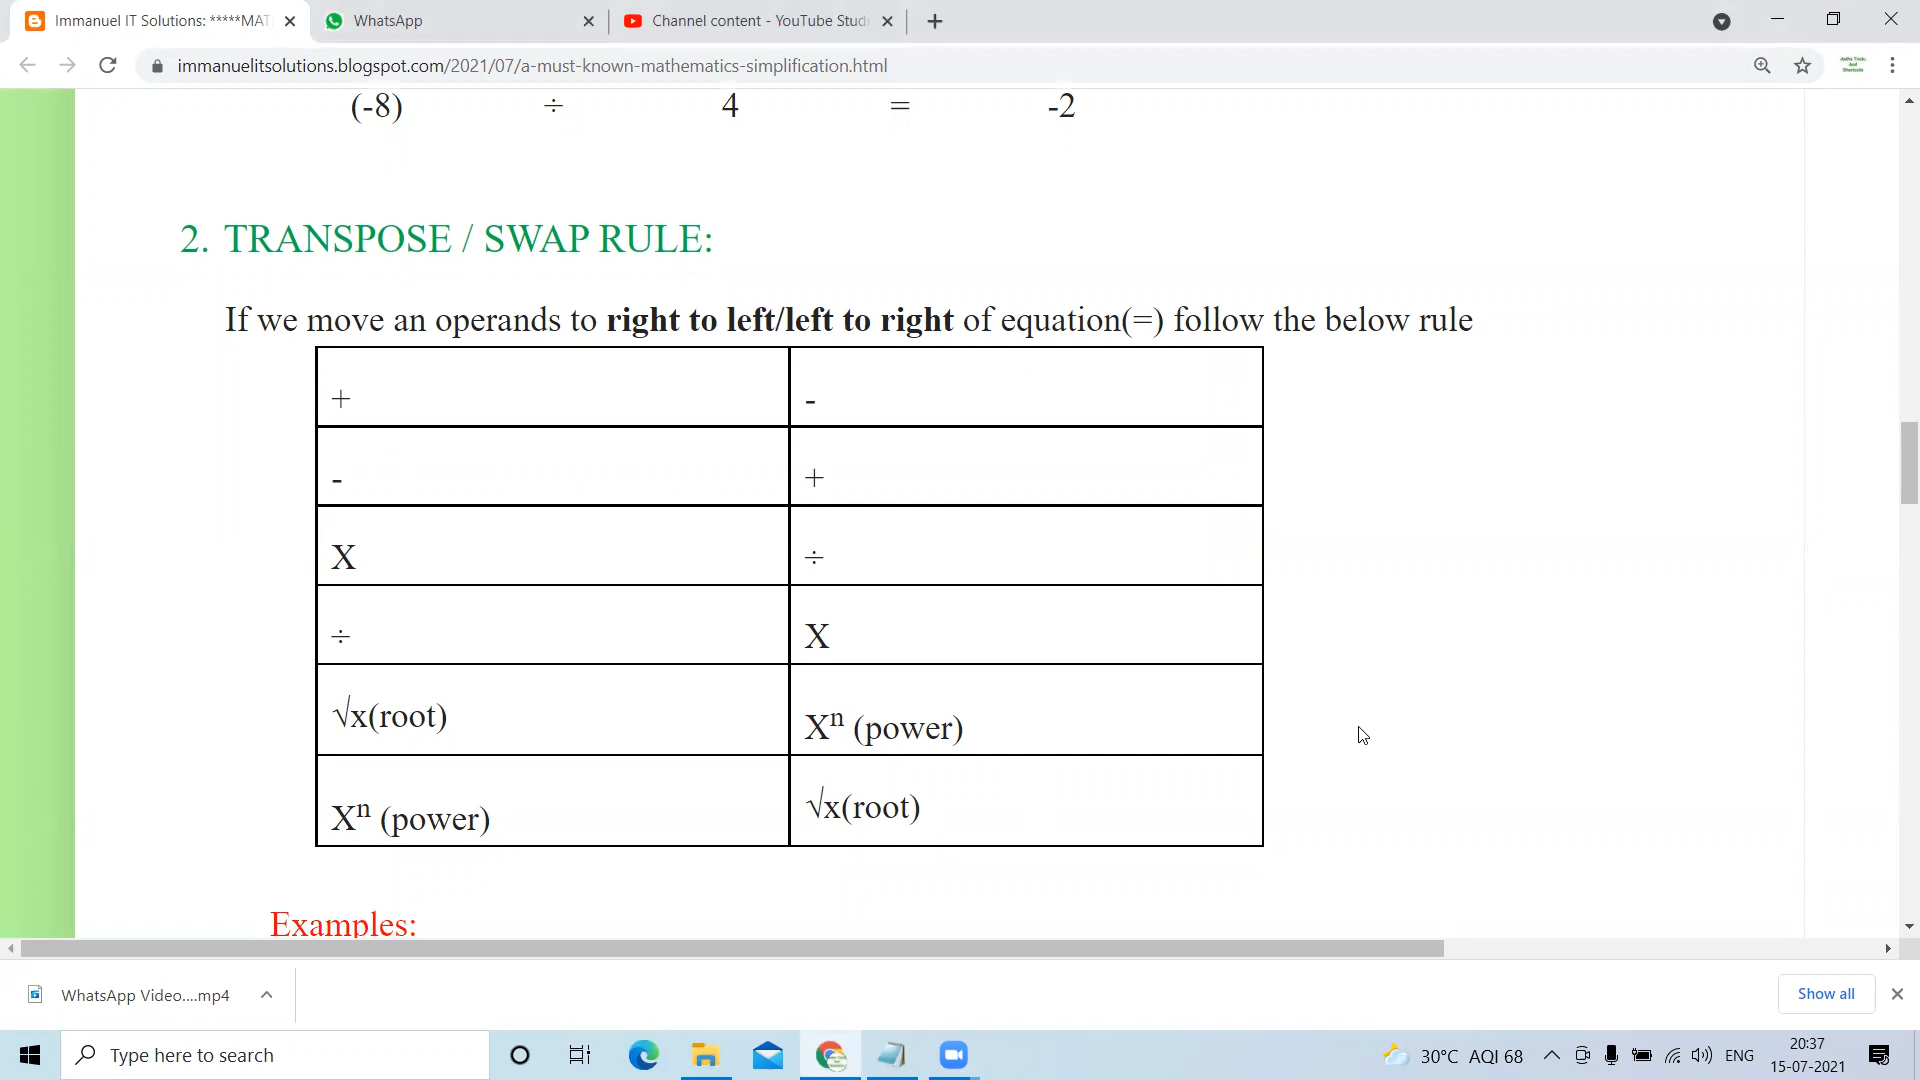 Immanuel IT Solutions: *****MAT
WhatsApp
Channel content - YouTube Stud
immanuelitsolutions.blogspot.com/2021/07/a-must-known-mathematics-simplification.html
(-8) ÷ 4 = -2
2. TRANSPOSE / SWAP RULE:
If we move an operands to right to left/left to right of equation(=) follow the below rule
+ -
- +
X ÷
÷ X
√x(root) Xⁿ (power)
Xⁿ (power) √x(root)
Examples:
WhatsApp Video....mp4
Show all
Type here to search
30°C AQI 68
ENG
20:37
15-07-2021